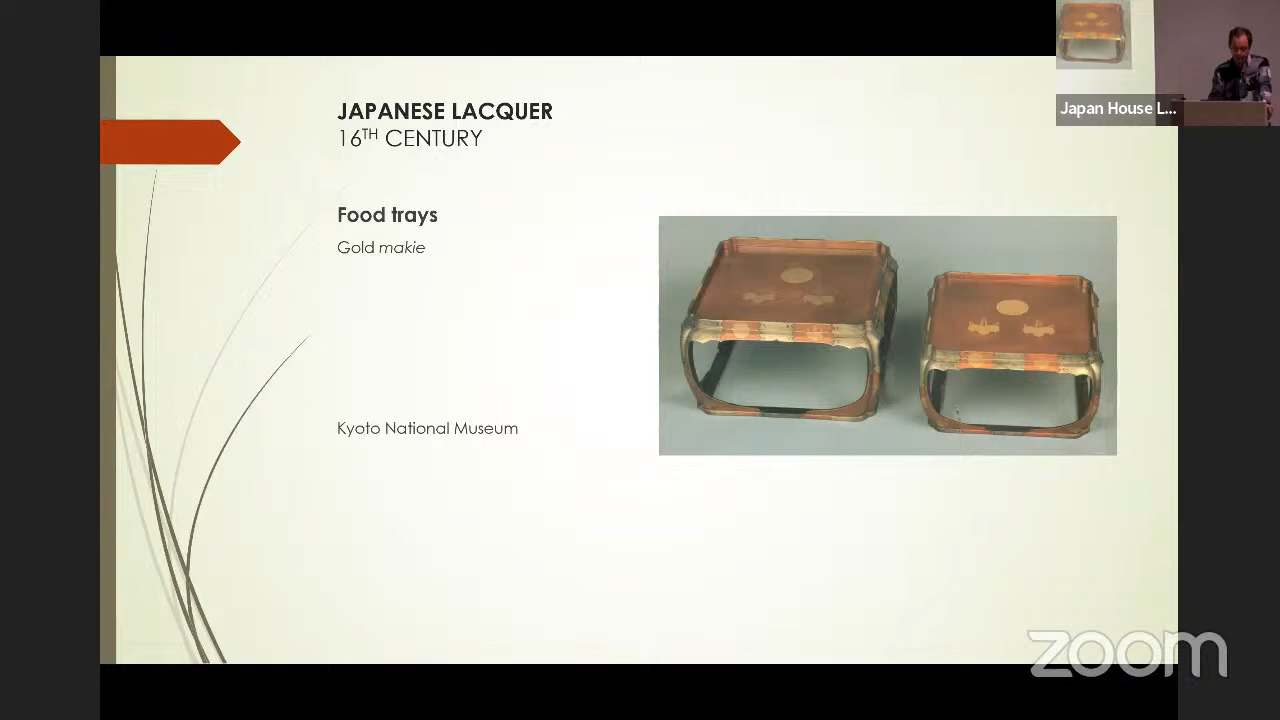 JAPANESE LACQUER
16TH CENTURY
Food trays
Gold makie
Kyoto National Museum
Japan House L...
zoom